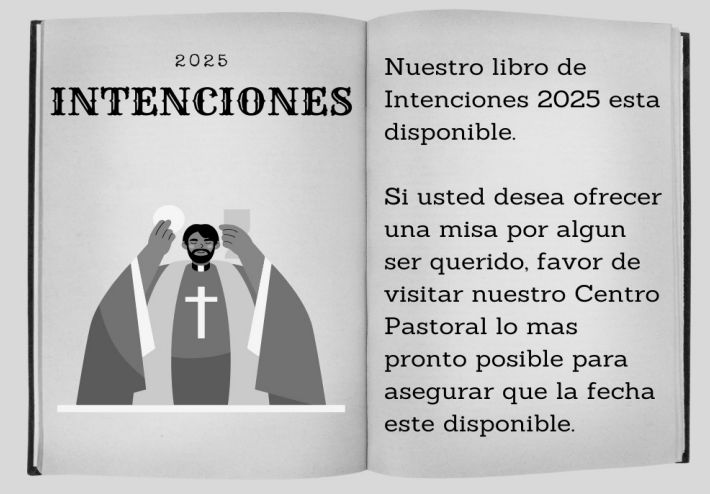 2025
INTENCIONES
Nuestro libro de
Intenciones 2025 esta
disponible.
Si usted desea ofrecer
una misa por algun
ser querido, favor de
visitar nuestro Centro
Pastoral lo mas
pronto posible para
asegurar que la fecha
este disponible.